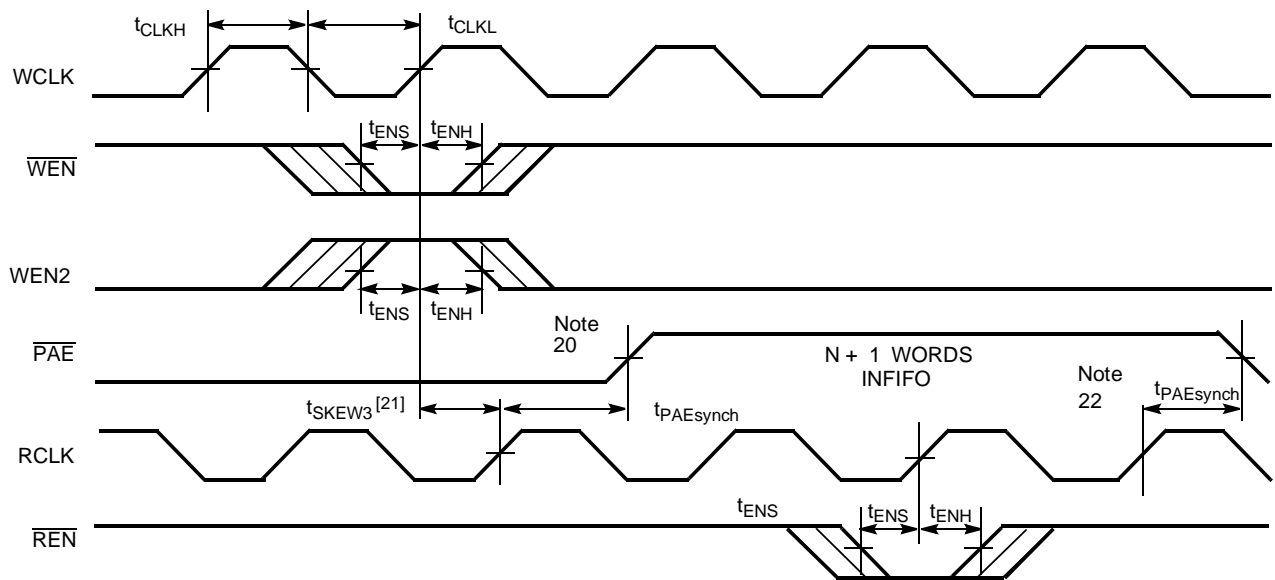 tCLKH
tCLKL
WCLK
tENS
tENH
WEN
WEN2
tENS
tENH
Note
20
PAE
N + 1 WORDS
INFIFO
Note
22
tSKEW3 [21]
tPAEsynch
tPAEsynch
RCLK
tENS
tENS
tENH
REN